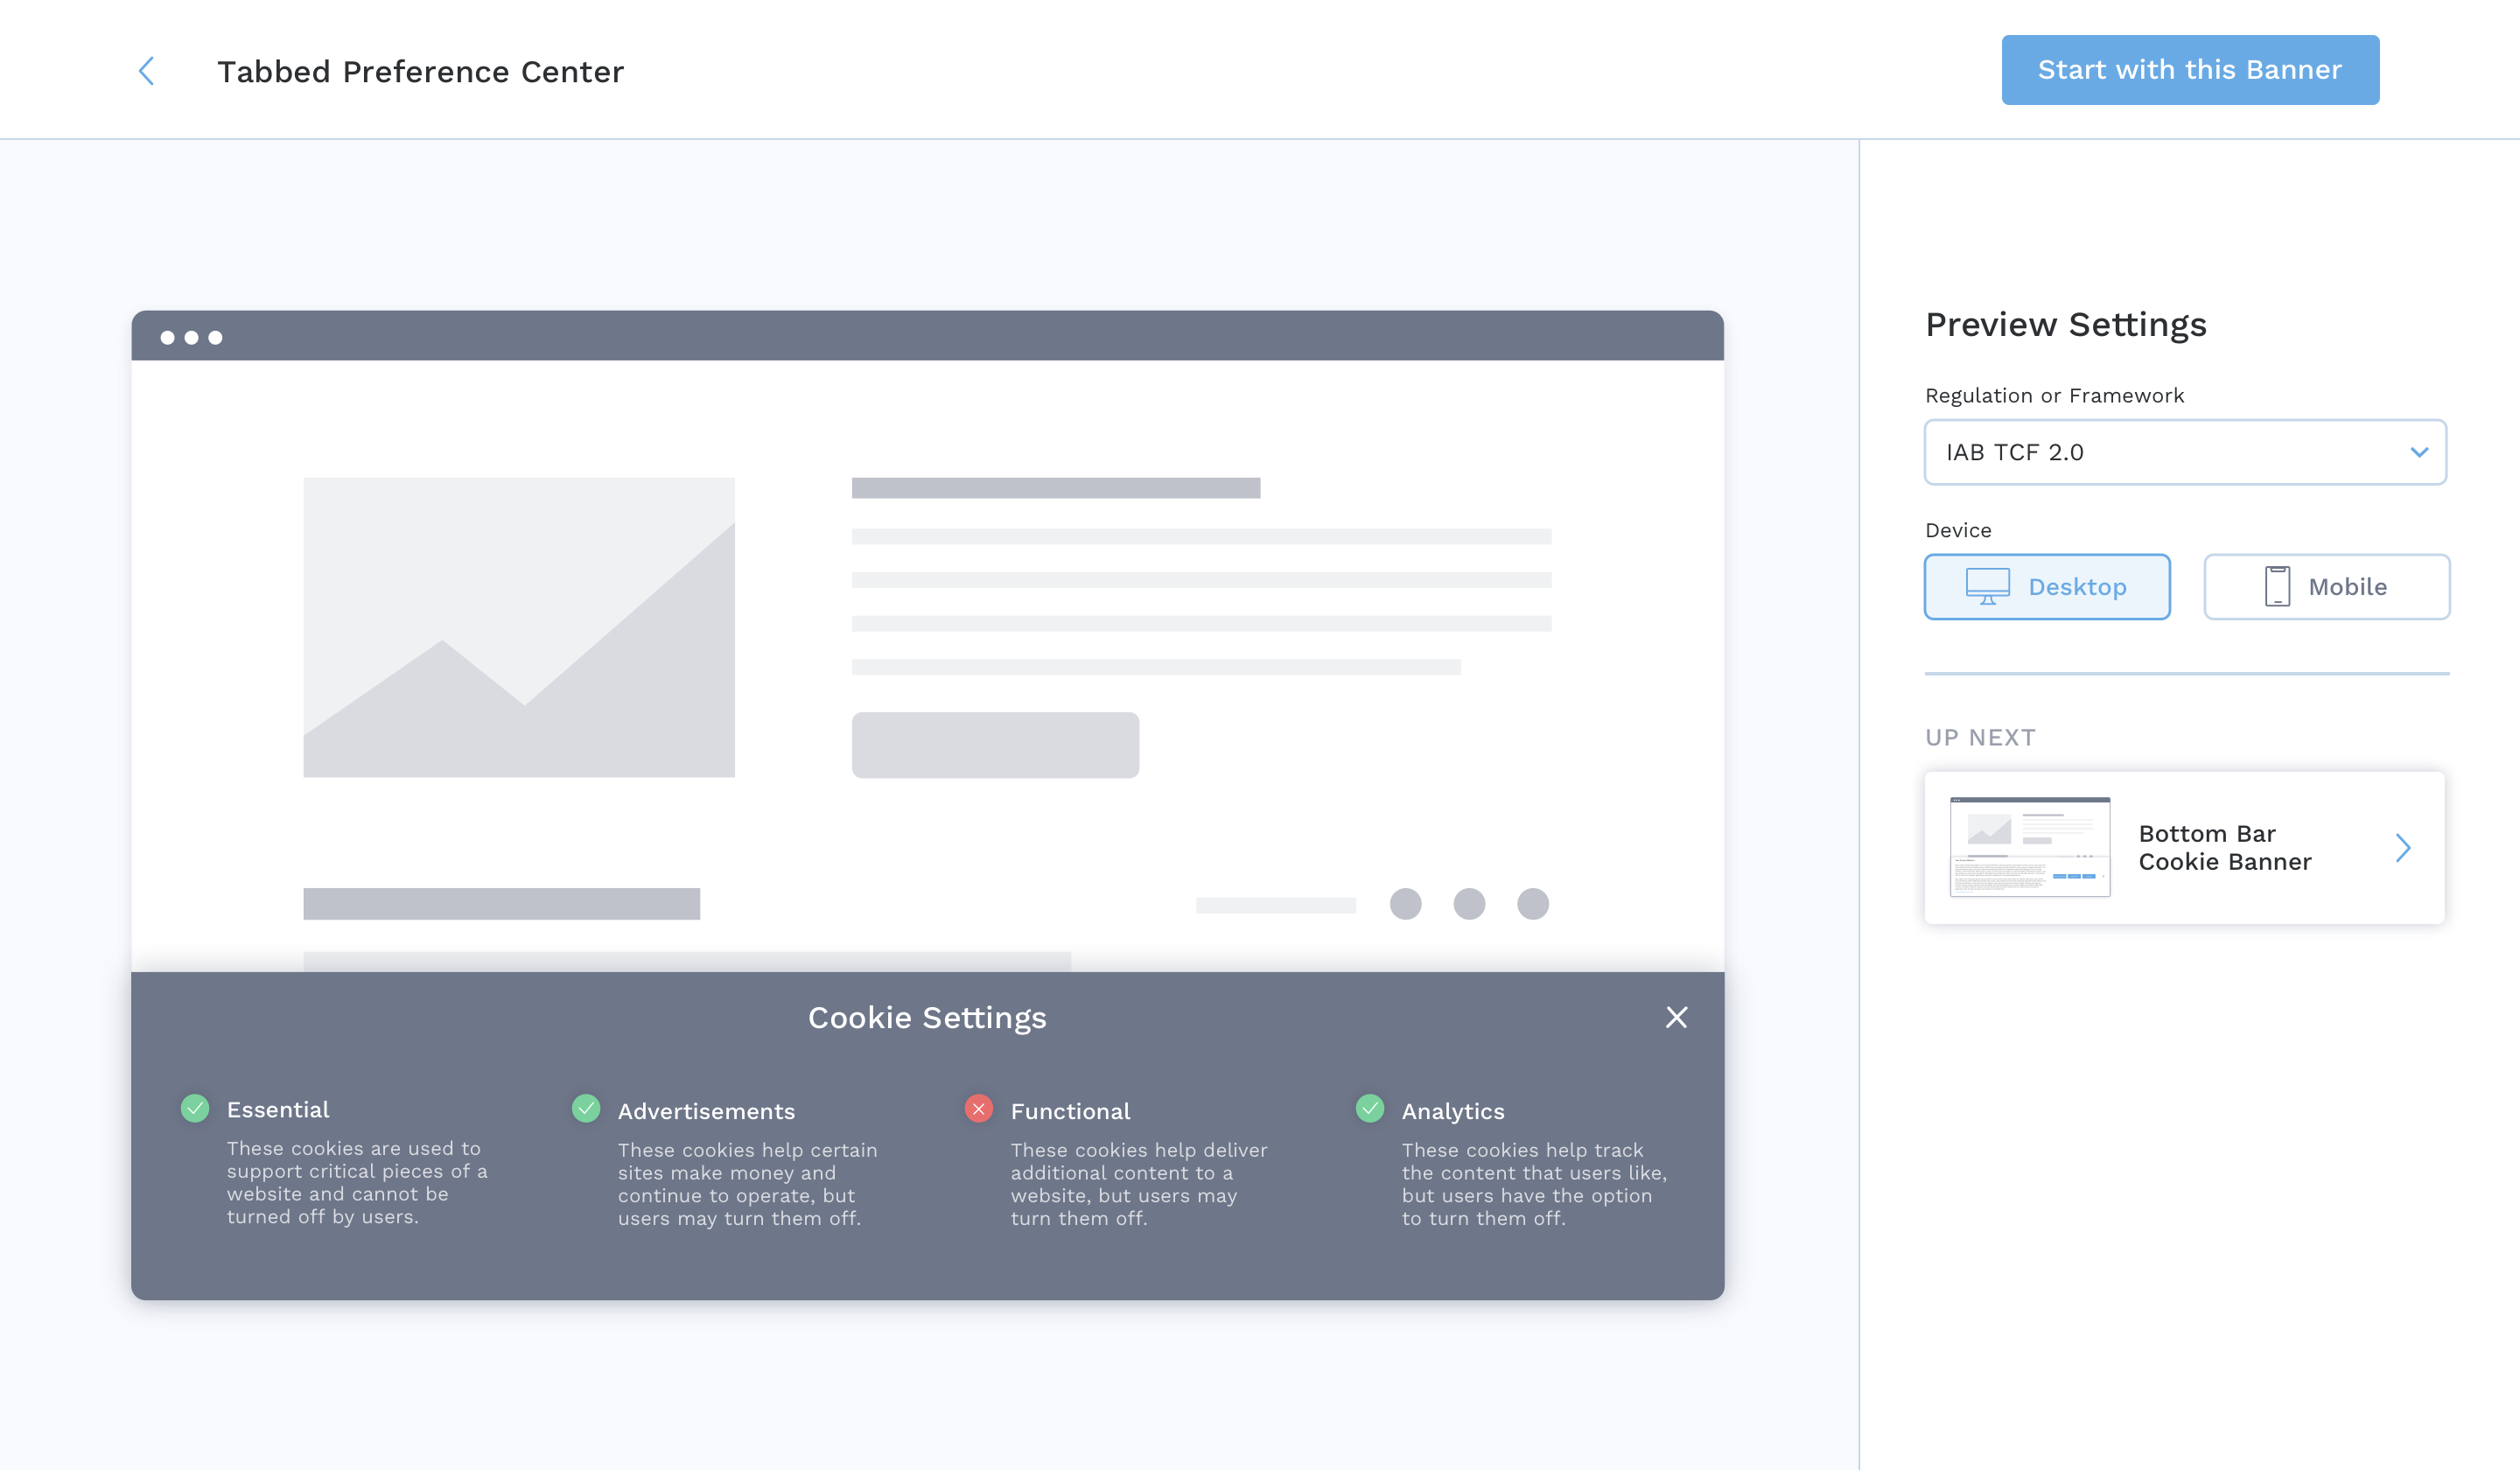 Tabbed Preference Center
Start with this Banner
Cookie Settings
Essential
These cookies are used to
support critical pieces of a
website and cannot be
turned off by users.
Advertisements
These cookies help certain
sites make money and
continue to operate, but
users may turn them off.
Functional
These cookies help deliver
additional content to a
website, but users may
turn them off.
Analytics
These cookies help track
the content that users like,
but users have the option
to turn them off.
Preview Settings
Regulation or Framework
IAB TCF 2.0
Device
Desktop
Mobile
UP NEXT
Bottom Bar
Cookie Banner